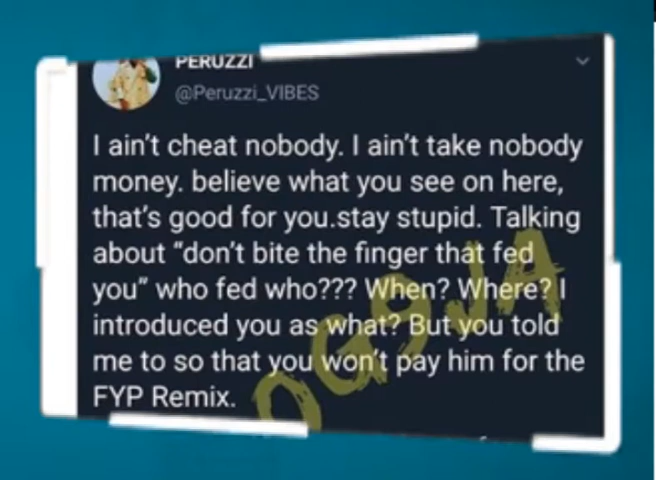 PERUZZI
@Peruzzi_VIBES
I ain't cheat nobody. I ain't take nobody
money. believe what you see on here,
that's good for you.stay stupid. Talking
about “don't bite the finger that fed
you” who fed who??? When? Where? I
introduced you as what? But you told
me to so that you won't pay him for the
FYP Remix.
OGOJA